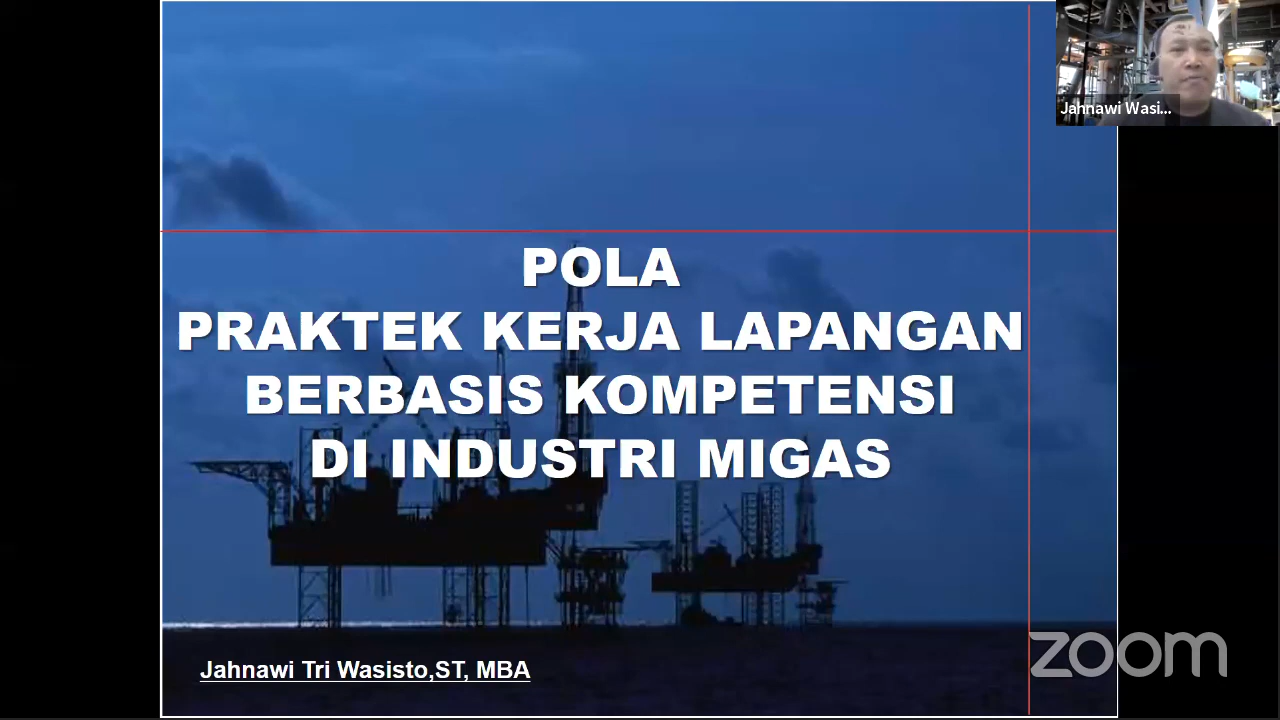 Jahnawi Wasi...
POLA
PRAKTEK KERJA LAPANGAN
BERBASIS KOMPETENSI
DI INDUSTRI MIGAS
Jahnawi Tri Wasisto,ST, MBA
zoom